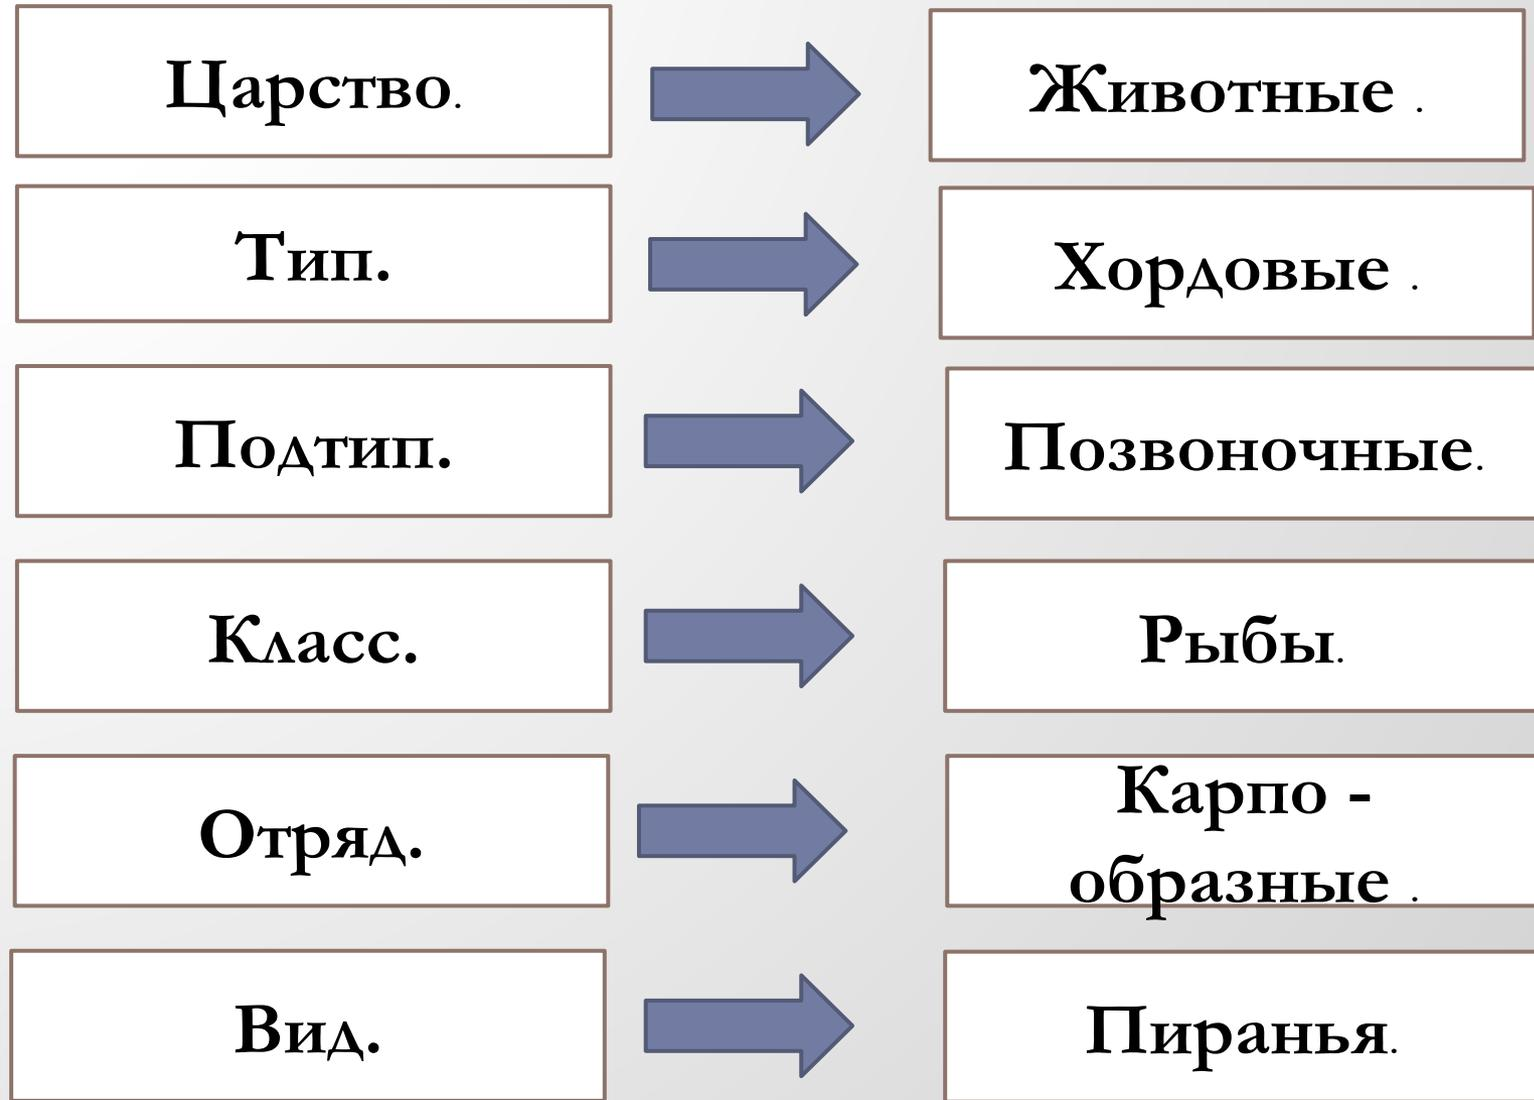 Царство.
Животные .
Тип.
Хордовые .
Подтип.
Позвоночные.
Класс.
Рыбы.
Отряд.
Карпо -
образные .
Вид.
Пиранья.